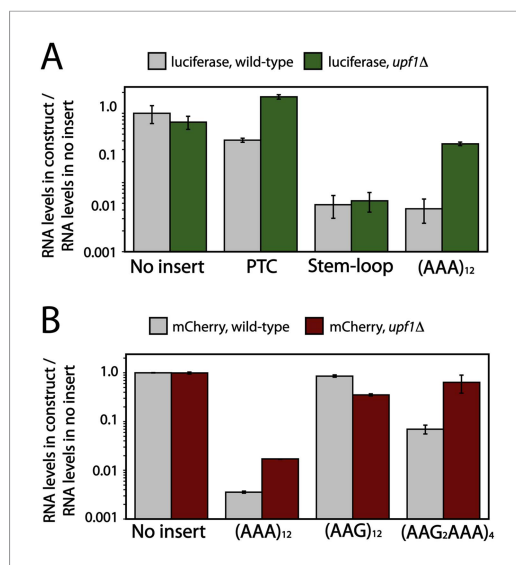 A
luciferase, wild-type luciferase, upf1Δ
RNA levels in construct /
RNA levels in no insert
1.0
0.1
0.01
0.001
No insert PTC Stem-loop (AAA)₁₂
B
mCherry, wild-type mCherry, upf1Δ
RNA levels in construct /
RNA levels in no insert
1.0
0.1
0.01
0.001
No insert (AAA)₁₂ (AAG)₁₂ (AAG₂AAA)₄